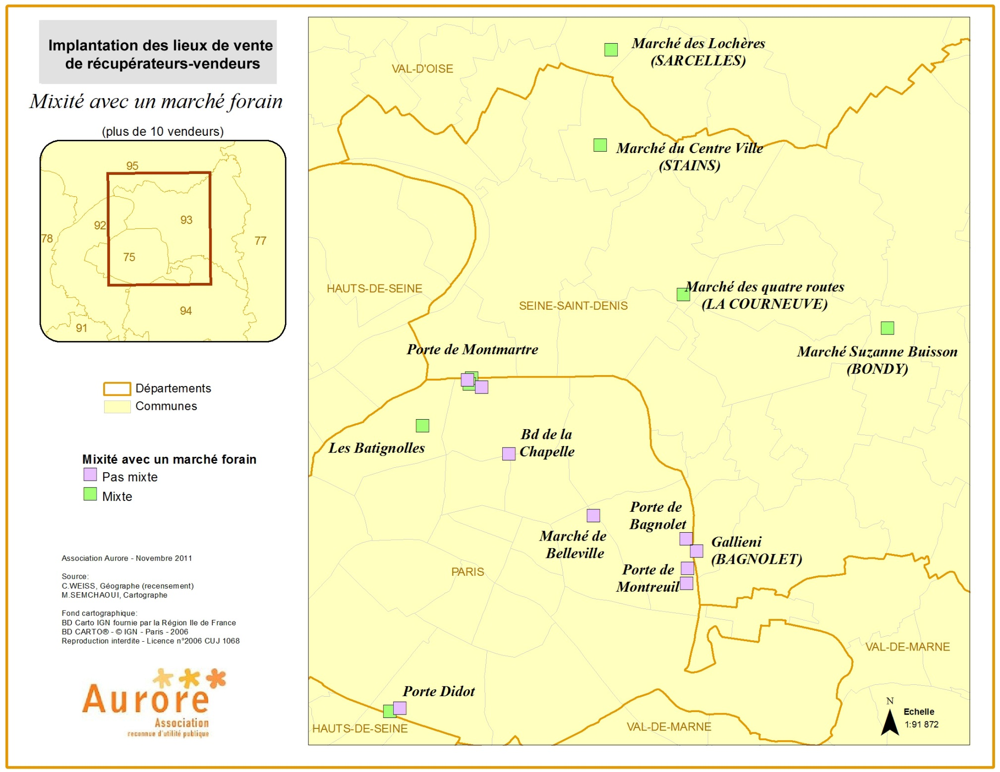 Implantation des lieux de vente
de récupérateurs-vendeurs
Mixité avec un marché forain
(plus de 10 vendeurs)
95
92
93
78
77
75
94
91
Départements
Communes
Mixité avec un marché forain
Pas mixte
Mixte
Association Aurore - Novembre 2011
Source:
C.WEISS, Géographe (recensement)
M.SEMCHAOUI, Cartographe
Fond cartographique:
BD Carto IGN fournie par la Région Ile de France
BD CARTO® - © IGN - Paris - 2006
Reproduction interdite - Licence n°2006 CUJ 1068
Aurore
Association
reconnue d'utilité publique
Marché des Lochères
(SARCELLES)
VAL-D'OISE
Marché du Centre Ville
(STAINS)
HAUTS-DE-SEINE
Marché des quatre routes
(LA COURNEUVE)
SEINE-SAINT-DENIS
Porte de Montmartre
Marché Suzanne Buisson
(BONDY)
Les Batignolles
Bd de la
Chapelle
Porte de
Bagnolet
Marché de
Belleville
Gallieni
(BAGNOLET)
PARIS
Porte de
Montreuil
VAL-DE-MARNE
Porte Didot
HAUTS-DE-SEINE
VAL-DE-MARNE
N
Echelle
1:91 872